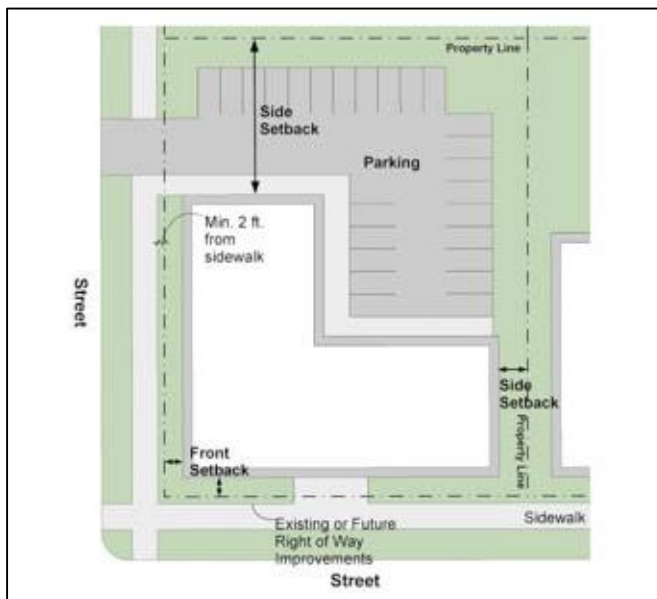 Property Line
Side
Setback
Parking
Min. 2 ft.
from
sidewalk
Street
Side
Setback
Property Line
Front
Setback
Sidewalk
Existing or Future
Right of Way
Improvements
Street